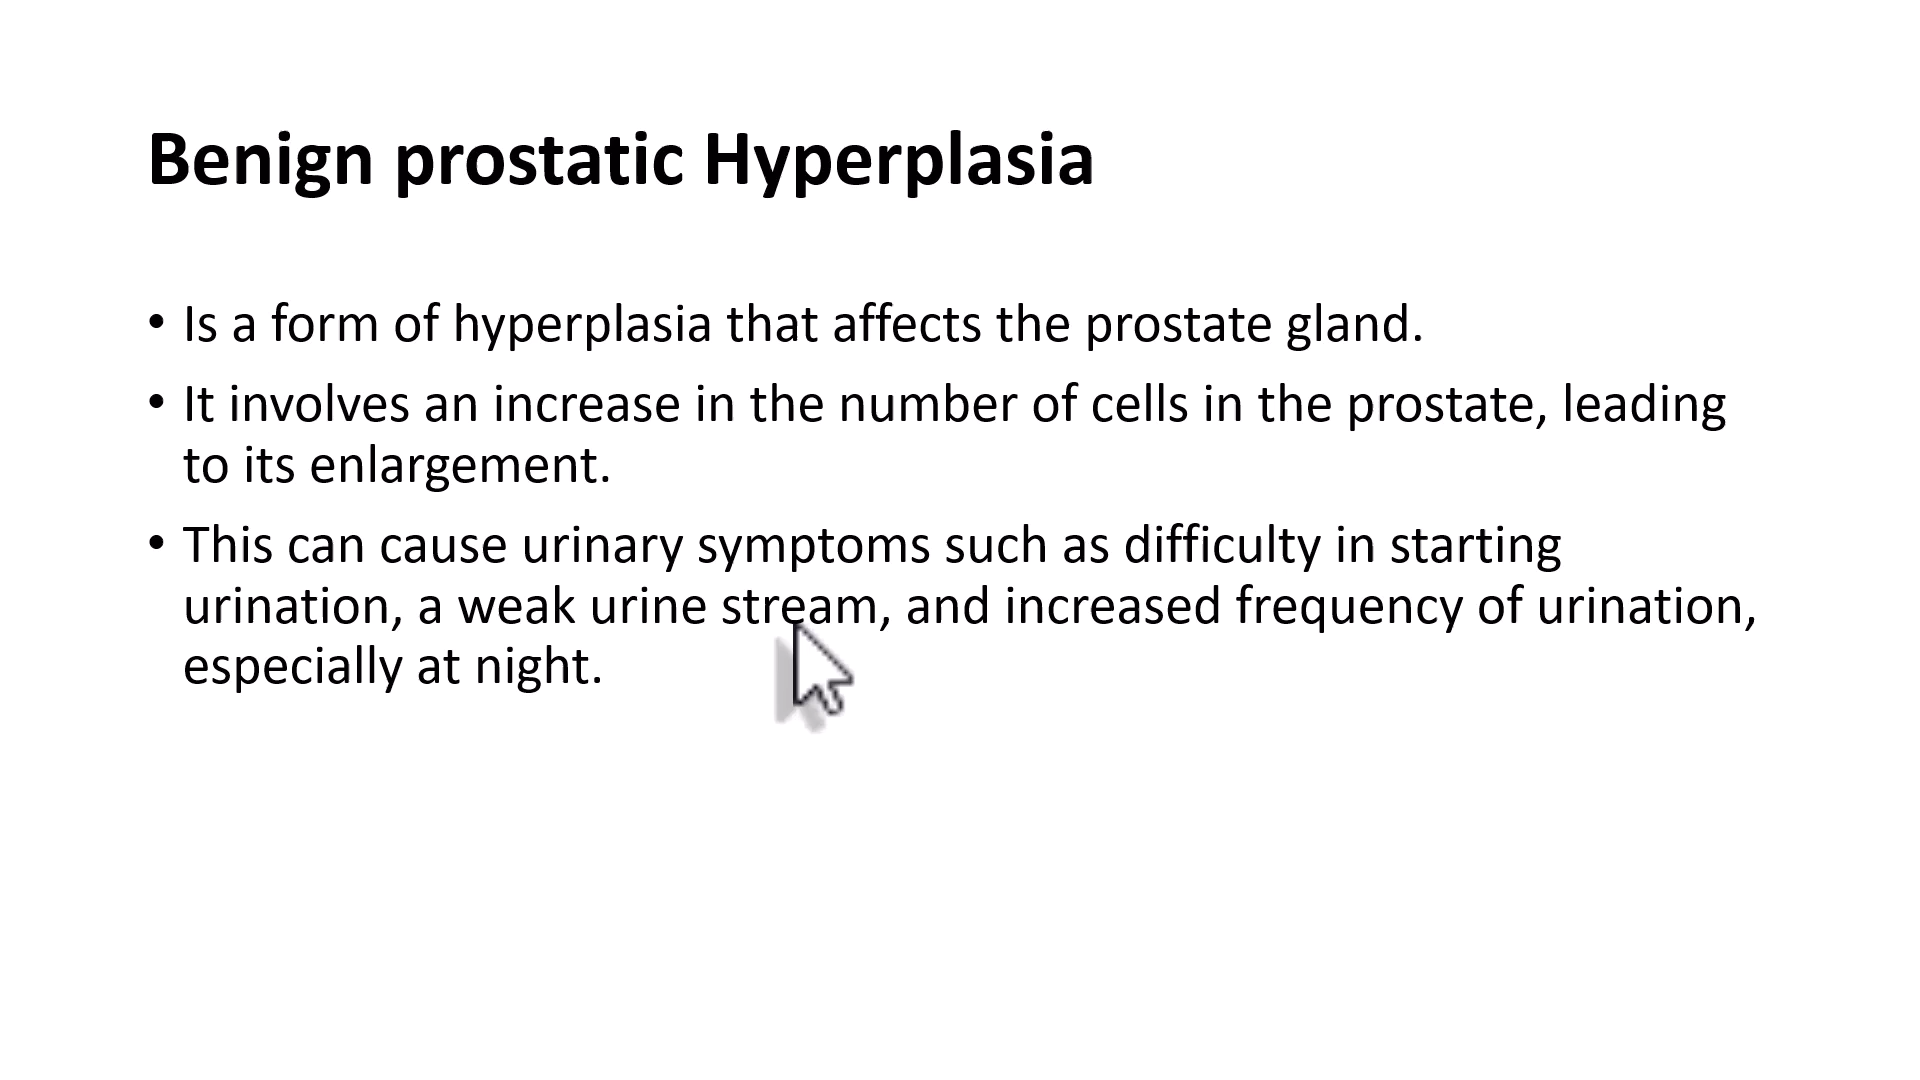 Benign prostatic Hyperplasia
• Is a form of hyperplasia that affects the prostate gland.
• It involves an increase in the number of cells in the prostate, leading
to its enlargement.
• This can cause urinary symptoms such as difficulty in starting
urination, a weak urine stream, and increased frequency of urination,
especially at night.